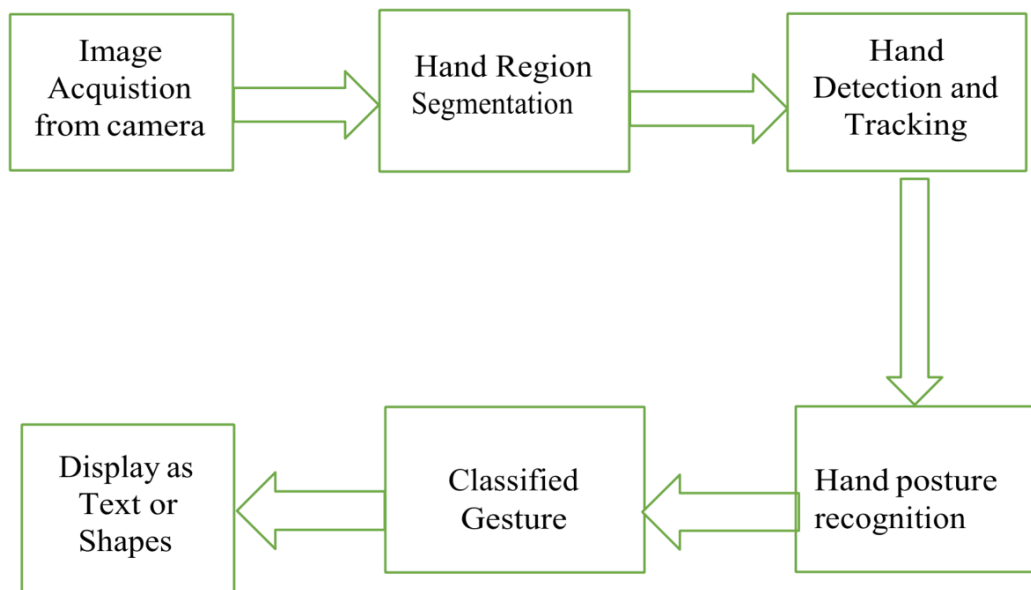 Image
Acquistion
from camera
Hand Region
Segmentation
Hand
Detection and
Tracking
Hand posture
recognition
Classified
Gesture
Display as
Text or
Shapes